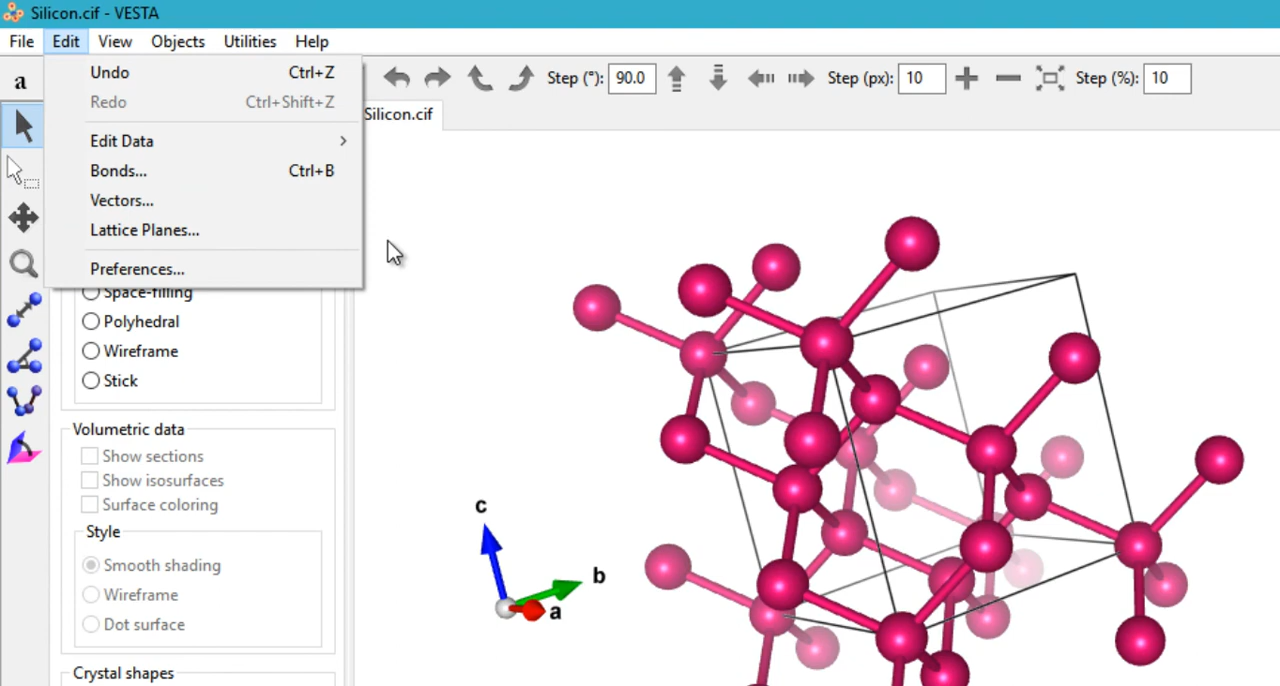 Silicon.cif - VESTA
File Edit View Objects Utilities Help
a
Undo Ctrl+Z
Redo Ctrl+Shift+Z
Edit Data
Bonds... Ctrl+B
Vectors...
Lattice Planes...
Preferences...
Step (°): 90.0 Step (px): 10 Step (%): 10
Silicon.cif
Space-filling
Polyhedral
Wireframe
Stick
Volumetric data
Show sections
Show isosurfaces
Surface coloring
Style
Smooth shading
Wireframe
Dot surface
Crystal shapes
c
b
a